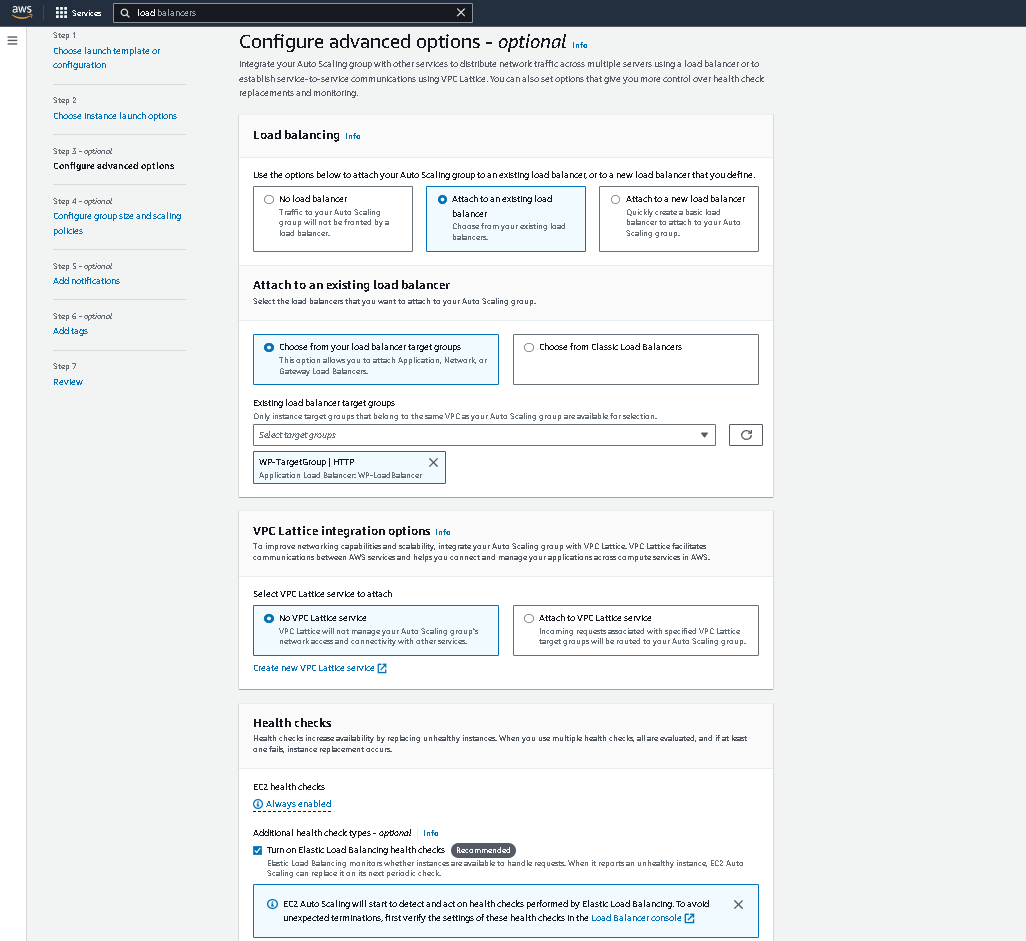 aws
Services
load balancers
Step 1
Choose launch template or
configuration
Step 2
Choose instance launch options
Step 3 - optional
Configure advanced options
Step 4 - optional
Configure group size and scaling
policies
Step 5 - optional
Add notifications
Step 6 - optional
Add tags
Step 7
Review
Configure advanced options - optional Info
Integrate your Auto Scaling group with other services to distribute network traffic across multiple servers using a load balancer or to
establish service-to-service communications using VPC Lattice. You can also set options that give you more control over health check
replacements and monitoring.
Load balancing Info
Use the options below to attach your Auto Scaling group to an existing load balancer, or to a new load balancer that you define.
No load balancer
Traffic to your Auto Scaling
group will not be fronted by a
load balancer.
Attach to an existing load
balancer
Choose from your existing load
balancers.
Attach to a new load balancer
Quickly create a basic load
balancer to attach to your Auto
Scaling group.
Attach to an existing load balancer
Select the load balancers that you want to attach to your Auto Scaling group.
Choose from your load balancer target groups
This option allows you to attach Application, Network, or
Gateway Load Balancers.
Choose from Classic Load Balancers
Existing load balancer target groups
Only instance target groups that belong to the same VPC as your Auto Scaling group are available for selection.
Select target groups
WP-TargetGroup | HTTP
Application Load Balancer: WP-LoadBalancer
VPC Lattice integration options Info
To improve networking capabilities and scalability, integrate your Auto Scaling group with VPC Lattice. VPC Lattice facilitates
communications between AWS services and helps you connect and manage your applications across compute services in AWS.
Select VPC Lattice service to attach
No VPC Lattice service
VPC Lattice will not manage your Auto Scaling group's
network access and connectivity with other services.
Attach to VPC Lattice service
Incoming requests associated with specified VPC Lattice
target groups will be routed to your Auto Scaling group.
Create new VPC Lattice service
Health checks
Health checks increase availability by replacing unhealthy instances. When you use multiple health checks, all are evaluated, and if at least
one fails, instance replacement occurs.
EC2 health checks
Always enabled
Additional health check types - optional Info
Turn on Elastic Load Balancing health checks Recommended
Elastic Load Balancing monitors whether instances are available to handle requests. When it reports an unhealthy instance, EC2 Auto
Scaling can replace it on its next periodic check.
EC2 Auto Scaling will start to detect and act on health checks performed by Elastic Load Balancing. To avoid
unexpected terminations, first verify the settings of these health checks in the Load Balancer console